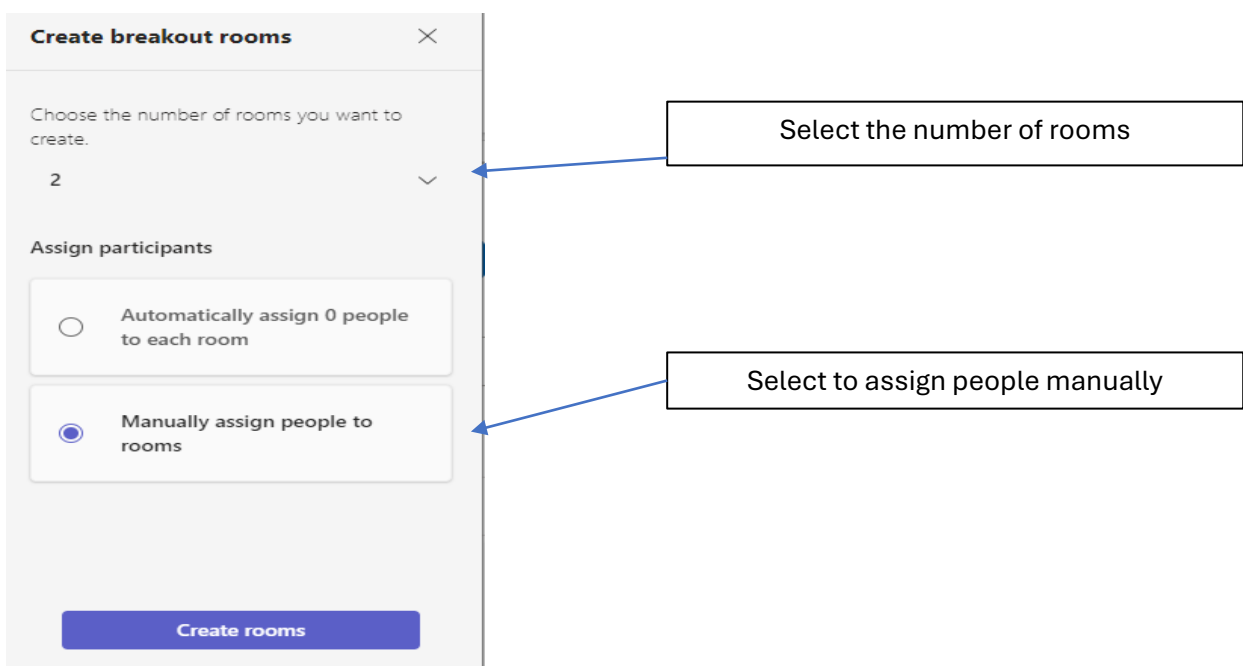 Create breakout rooms
Choose the number of rooms you want to
create.
2
Select the number of rooms
Assign participants
Automatically assign 0 people
to each room
Manually assign people to
rooms
Select to assign people manually
Create rooms